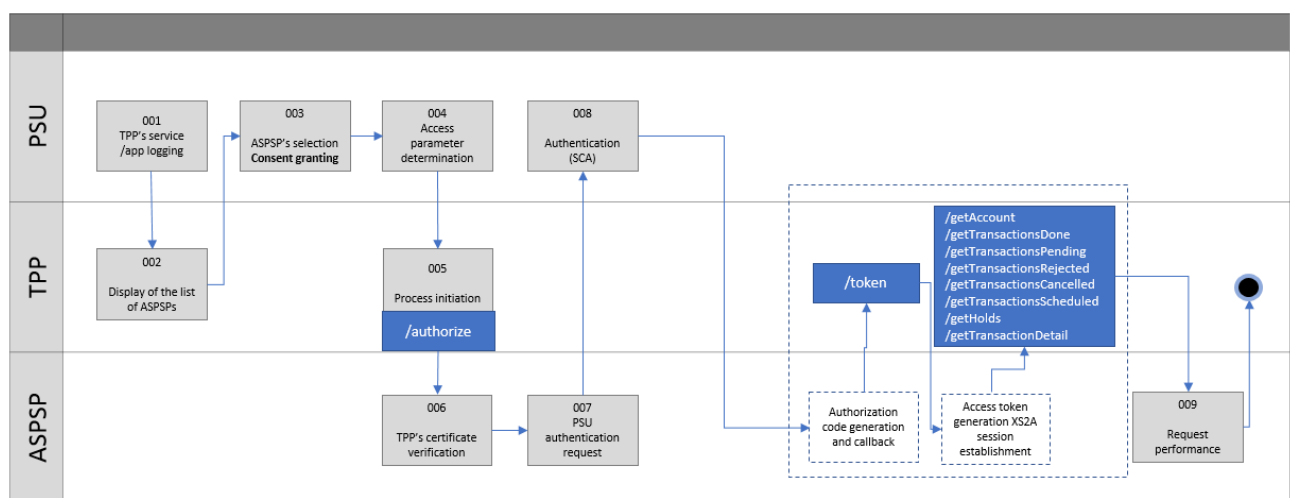 PSU
001
TPP's service
/app logging
003
ASPSP's selection
Consent granting
004
Access
parameter
determination
008
Authentication
(SCA)
TPP
002
Display of the list
of ASPSPs
005
Process initiation
/authorize
/token
/getAccount
/getTransactionsDone
/getTransactionsPending
/getTransactionsRejected
/getTransactionsCancelled
/getTransactionsScheduled
/getHolds
/getTransactionDetail
ASPSP
006
TPP's certificate
verification
007
PSU
authentication
request
Authorization
code generation
and callback
Access token
generation XS2A
session
establishment
009
Request
performance